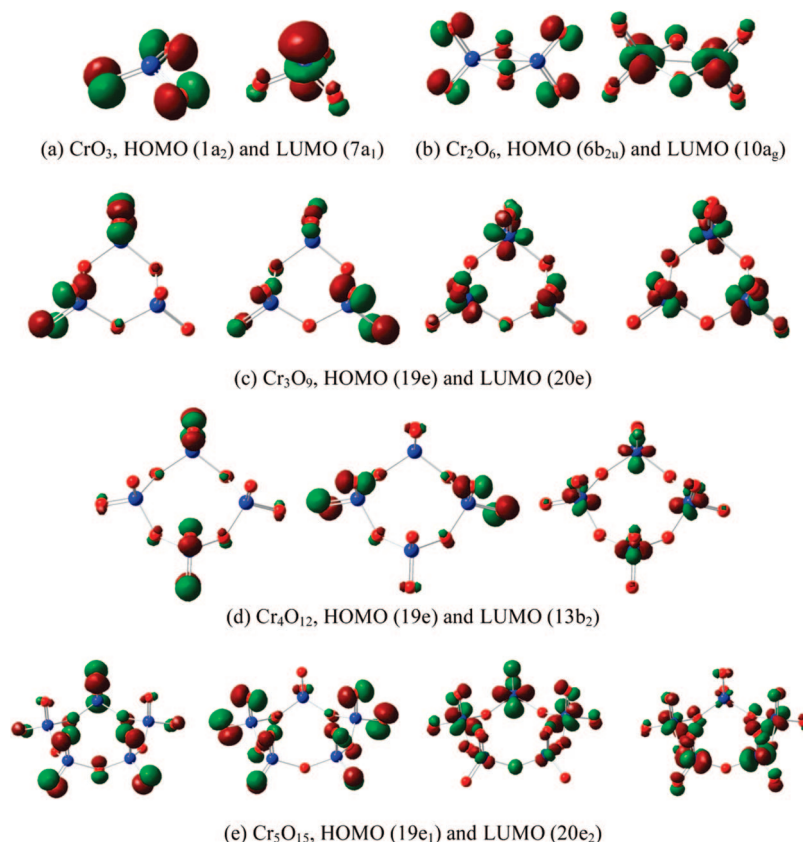 (a) CrO₃, HOMO (1a₂) and LUMO (7a₁) (b) Cr₂O₆, HOMO (6b₂ᵤ) and LUMO (10a_g)
(c) Cr₃O₉, HOMO (19e) and LUMO (20e)
(d) Cr₄O₁₂, HOMO (19e) and LUMO (13b₂)
(e) Cr₅O₁₅, HOMO (19e₁) and LUMO (20e₂)